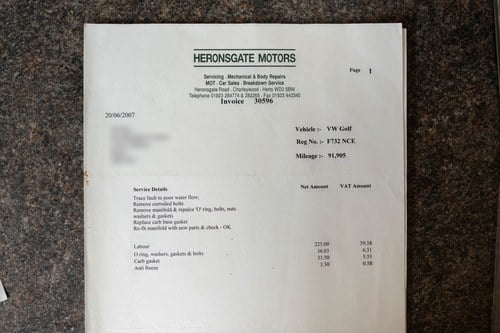 HERONSGATE MOTORS
Servicing - Mechanical & Body Repairs
MOT - Car Sales - Breakdown Service
Heronsgate Road - Chorleywood - Herts WD3 5BW
Telephone 01923 284774 & 282265 - Fax 01923 443340
Page 1
Invoice 30596
20/06/2007
Vehicle :- VW Golf
Reg No. :- F732 NCE
Mileage :- 91,905
Service Details Net Amount VAT Amount
Trace fault to poor water flow;
Remove corruded bolts
Remove manifold & repalce 'O' ring, bolts, nuts
washers & gaskets
Replace carb base gasket
Re-fit manifold with new parts & check - OK
Labour 225.00 39.38
O ring, washers, gaskets & bolts 36.03 6.31
Carb gasket 31.50 5.51
Anti freeze 3.30 0.58